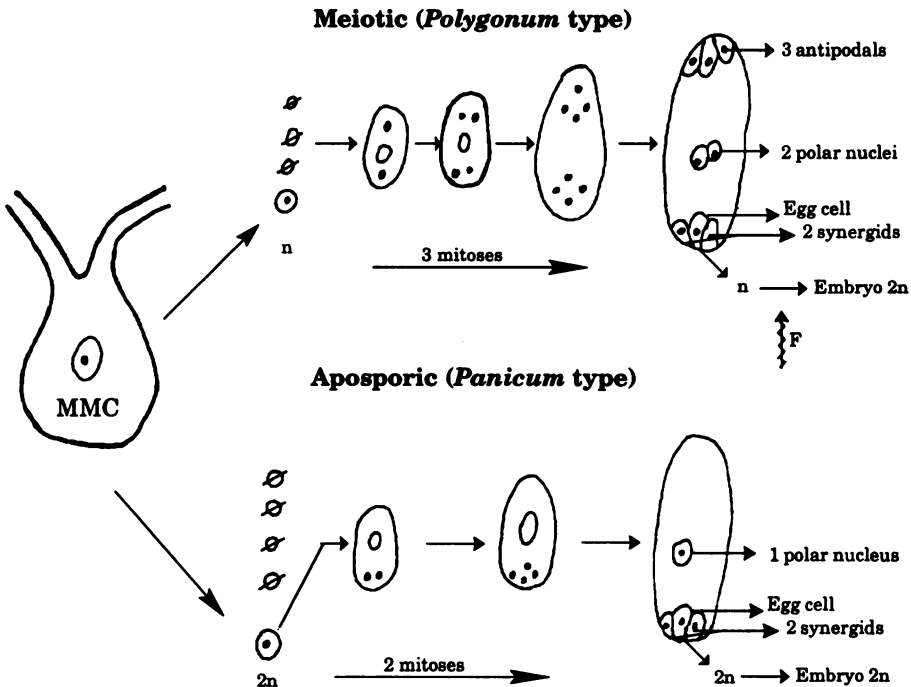 Meiotic (Polygonum type)
3 antipodals
2 polar nuclei
Egg cell
2 synergids
n
3 mitoses
n
Embryo 2n
F
MMC
Aposporic (Panicum type)
1 polar nucleus
Egg cell
2 synergids
2n
2 mitoses
2n
Embryo 2n